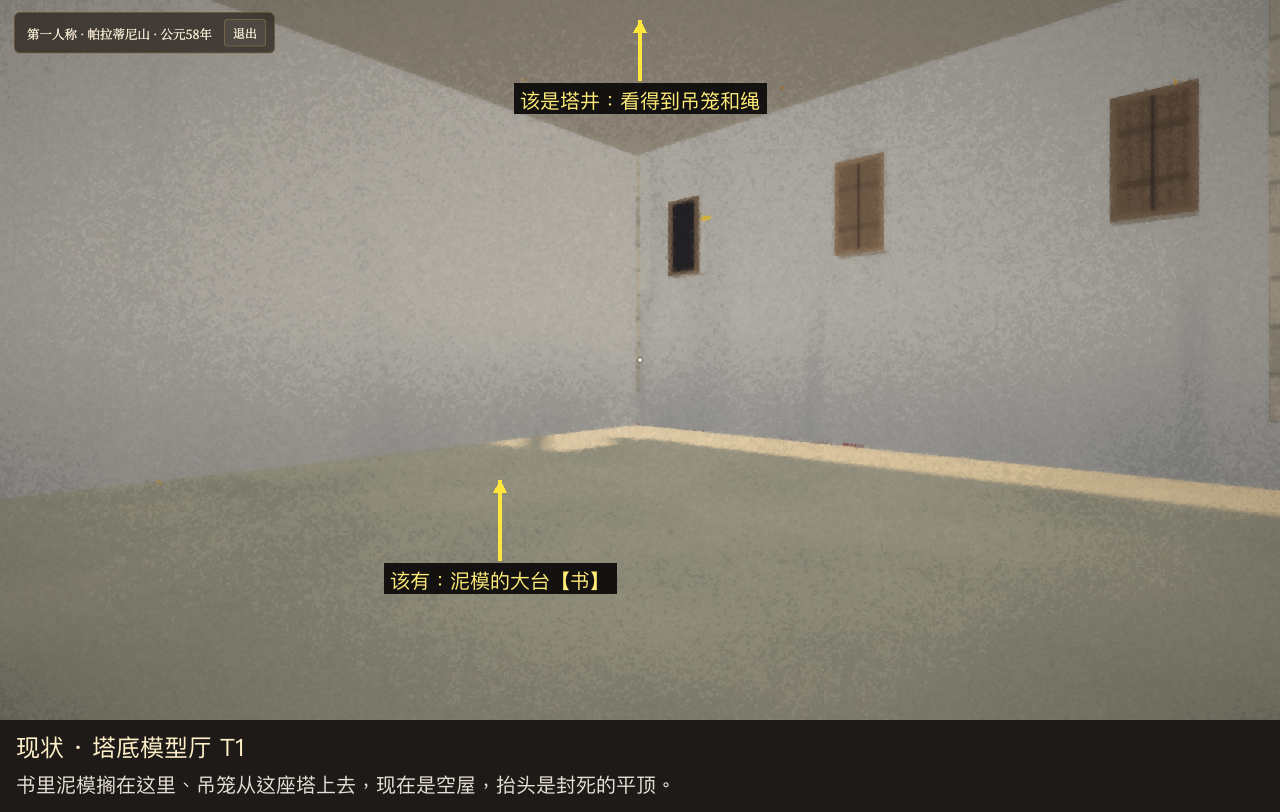 第一人称 · 帕拉蒂尼山 · 公元58年 退出
该是塔井：看得到吊笼和绳
该有：泥模的大台【书】
现状 · 塔底模型厅 T1
书里泥模搁在这里、吊笼从这座塔上去，现在是空屋，抬头是封死的平顶。